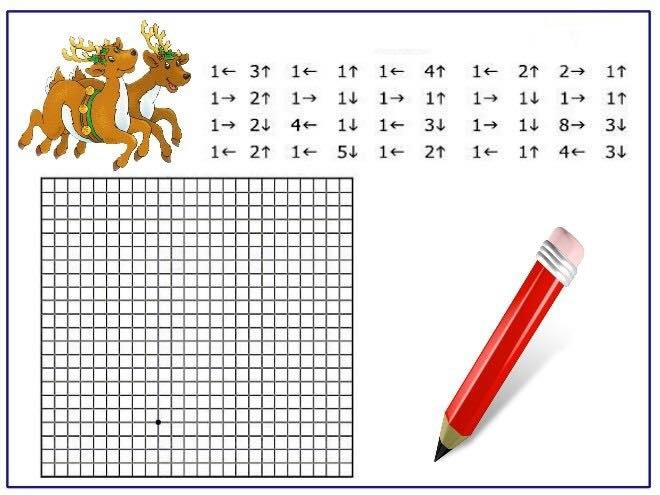 1← 3↑ 1← 1↑ 1← 4↑ 1← 2↑ 2→ 1↑
1→ 2↑ 1→ 1↓ 1→ 1↑ 1→ 1↓ 1→ 1↑
1→ 2↓ 4← 1↓ 1← 3↓ 1→ 1↓ 8→ 3↓
1← 2↑ 1← 5↓ 1← 2↑ 1← 1↑ 4← 3↓